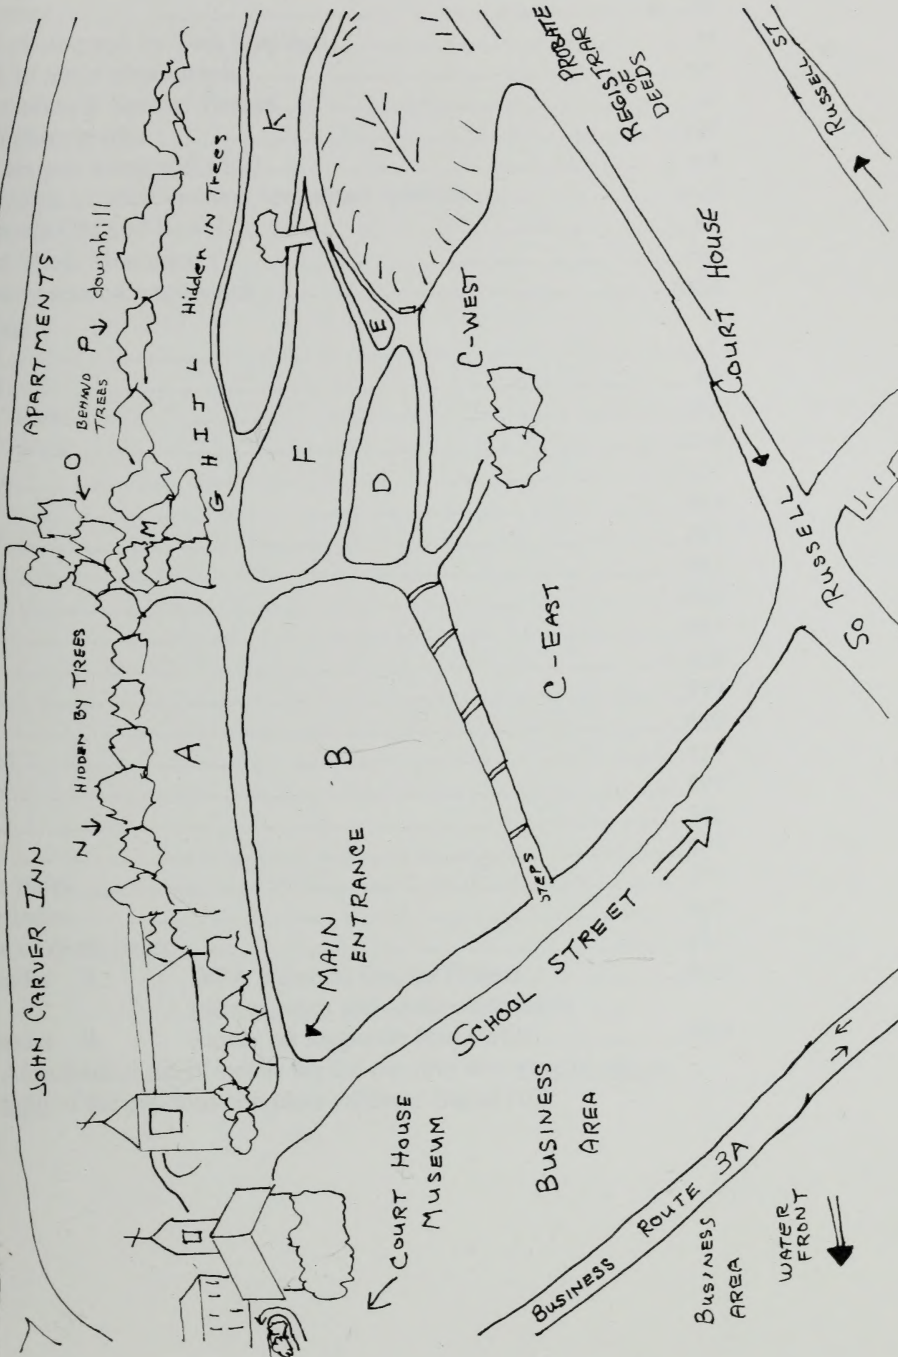 JOHN CARVER INN
APARTMENTS
N
HIDDEN BY TREES
O
BEHIND
TREES
P
downhill
A
M
G
H
I
J
L
Hidden in Trees
K
B
F
D
E
C-WEST
C-EAST
MAIN
ENTRANCE
STEPS
SCHOOL STREET
COURT HOUSE
MUSEUM
BUSINESS
AREA
BUSINESS ROUTE 3A
BUSINESS
AREA
WATER
FRONT
PROBATE
REGISTRAR
OF
DEEDS
COURT HOUSE
RUSSELL ST.
SO RUSSELL